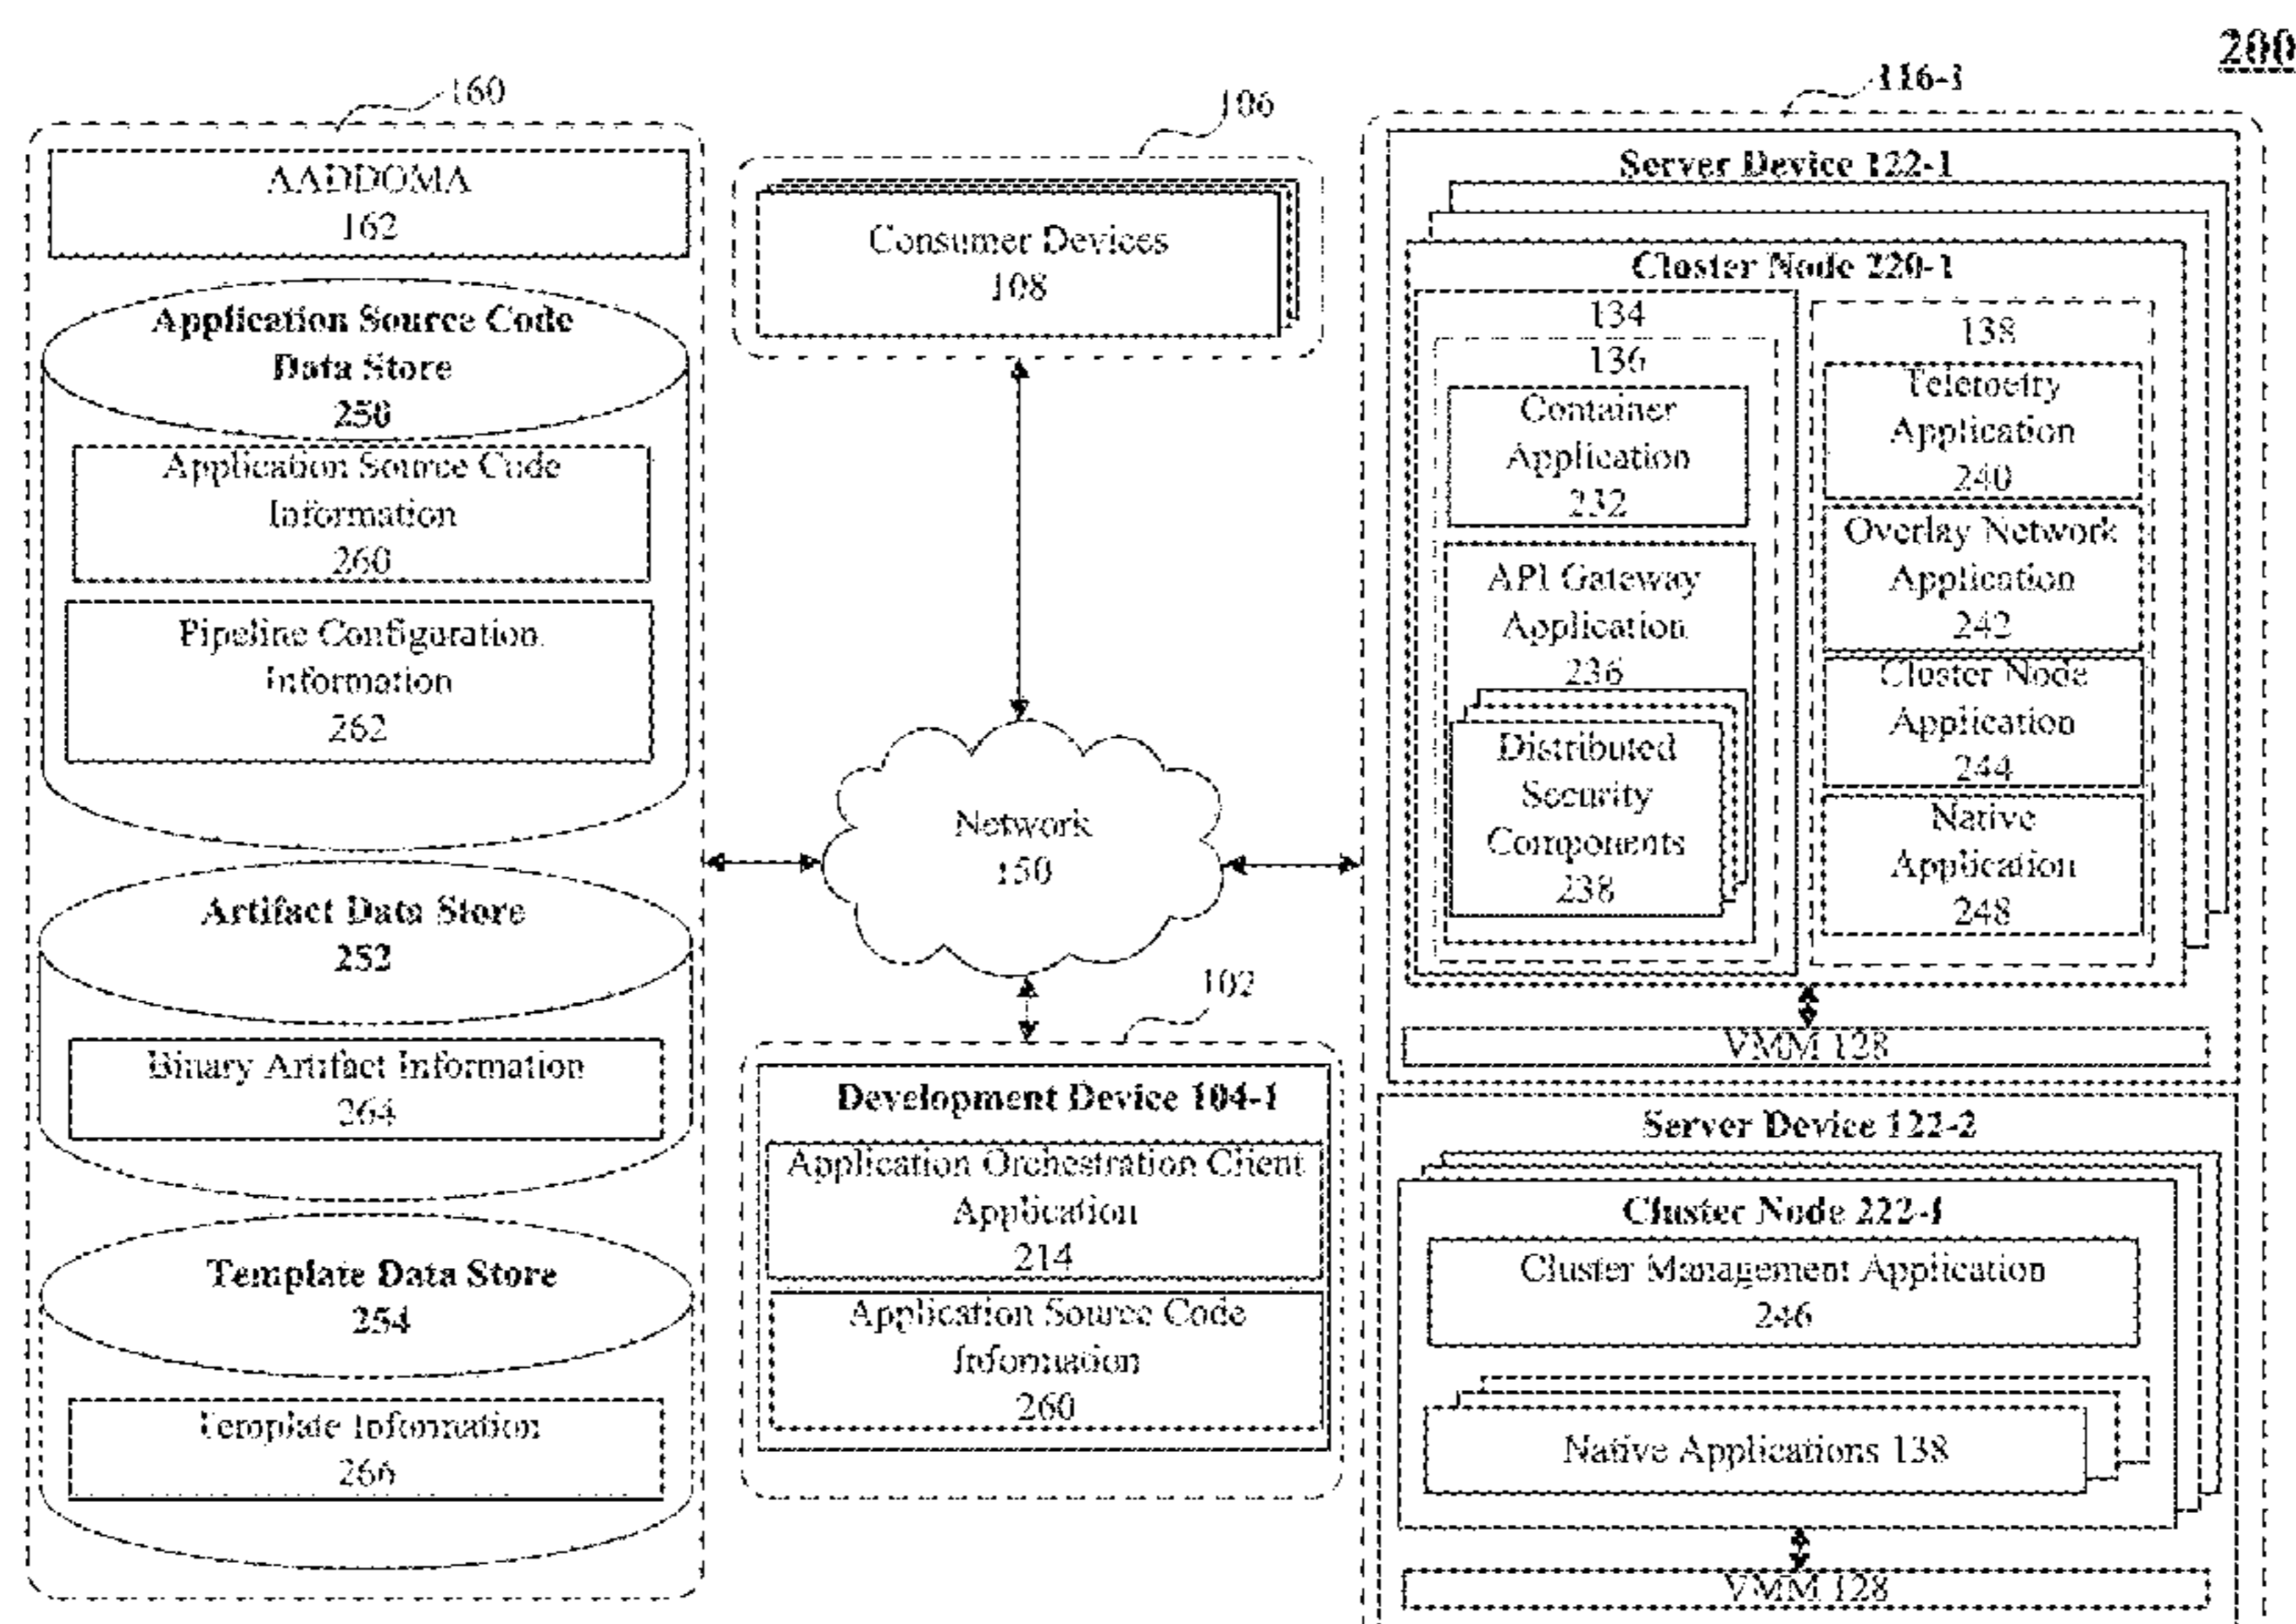 200
160
AADDOMA
162
Application Source Code
Data Store
250
Application Source Code
Information
260
Pipeline Configuration
Information
262
Artifact Data Store
252
Binary Artifact Information
264
Template Data Store
254
Template Information
266
106
Consumer Devices
108
Network
150
102
Development Device 104-1
Application Orchestration Client
Application
214
Application Source Code
Information
260
116-1
Server Device 122-1
Cluster Node 220-1
134
136
Container
Application
232
API Gateway
Application
236
Distributed
Security
Components
238
138
Telemetry
Application
240
Overlay Network
Application
242
Cluster Node
Application
244
Native
Application
248
VMM 128
Server Device 122-2
Cluster Node 222-1
Cluster Management Application
246
Native Applications 138
VMM 128